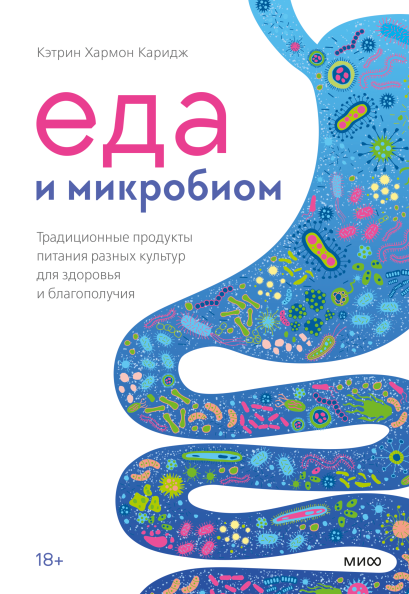 Кэтрин Хармон Каридж
еда
и микробиом
Традиционные продукты
питания разных культур
для здоровья
и благополучия
18+
МИФ